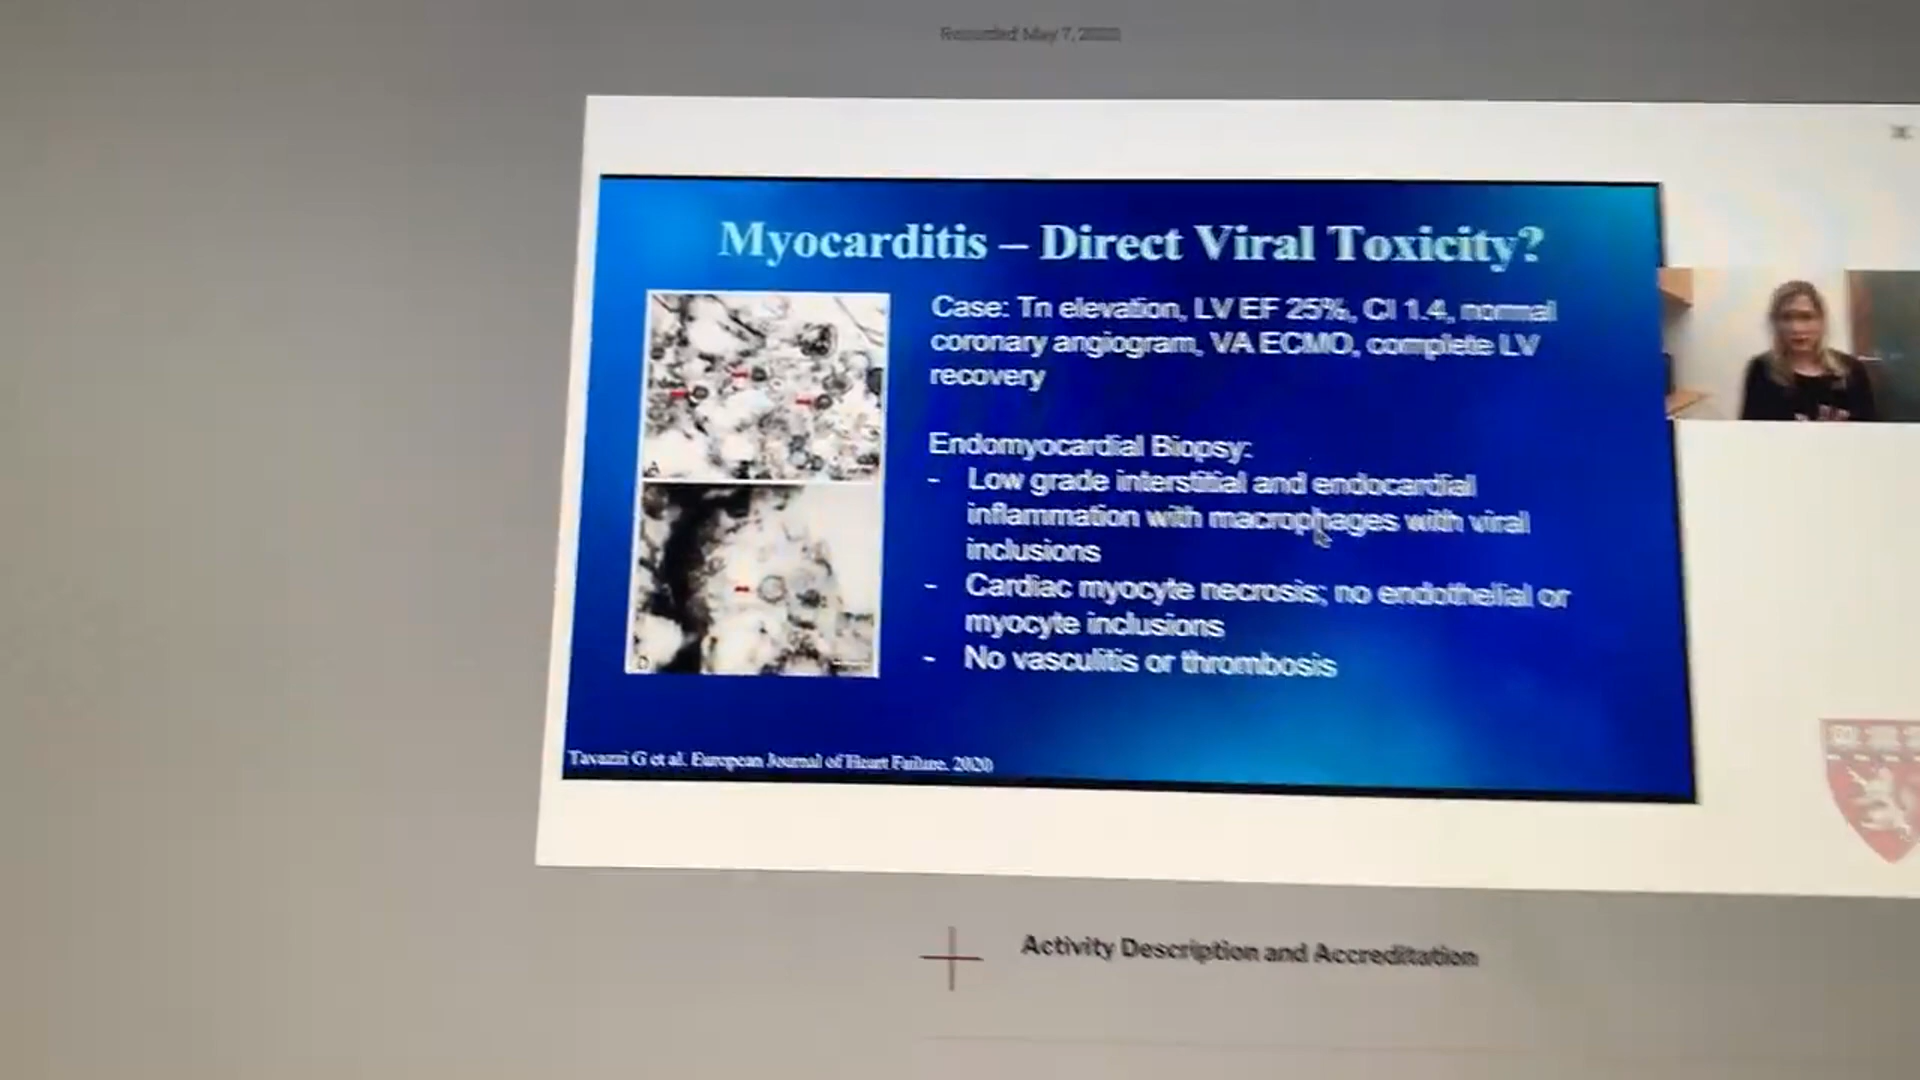 Recorded May 7, 2020
Myocarditis – Direct Viral Toxicity?
Case: Tn elevation, LV EF 25%, CI 1.4, normal
coronary angiogram, VA ECMO, complete LV
recovery
Endomyocardial Biopsy:
- Low grade interstitial and endocardial
inflammation with macrophages with viral
inclusions
- Cardiac myocyte necrosis; no endothelial or
myocyte inclusions
- No vasculitis or thrombosis
A
D
Tavazzi G et al. European Journal of Heart Failure. 2020
Activity Description and Accreditation